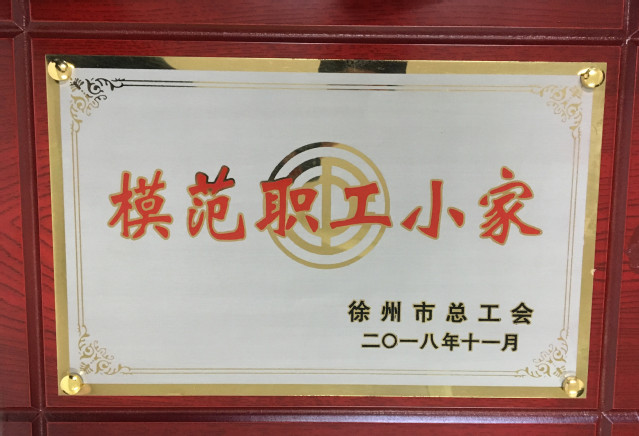 模范职工小家
徐州市总工会
二〇一八年十一月